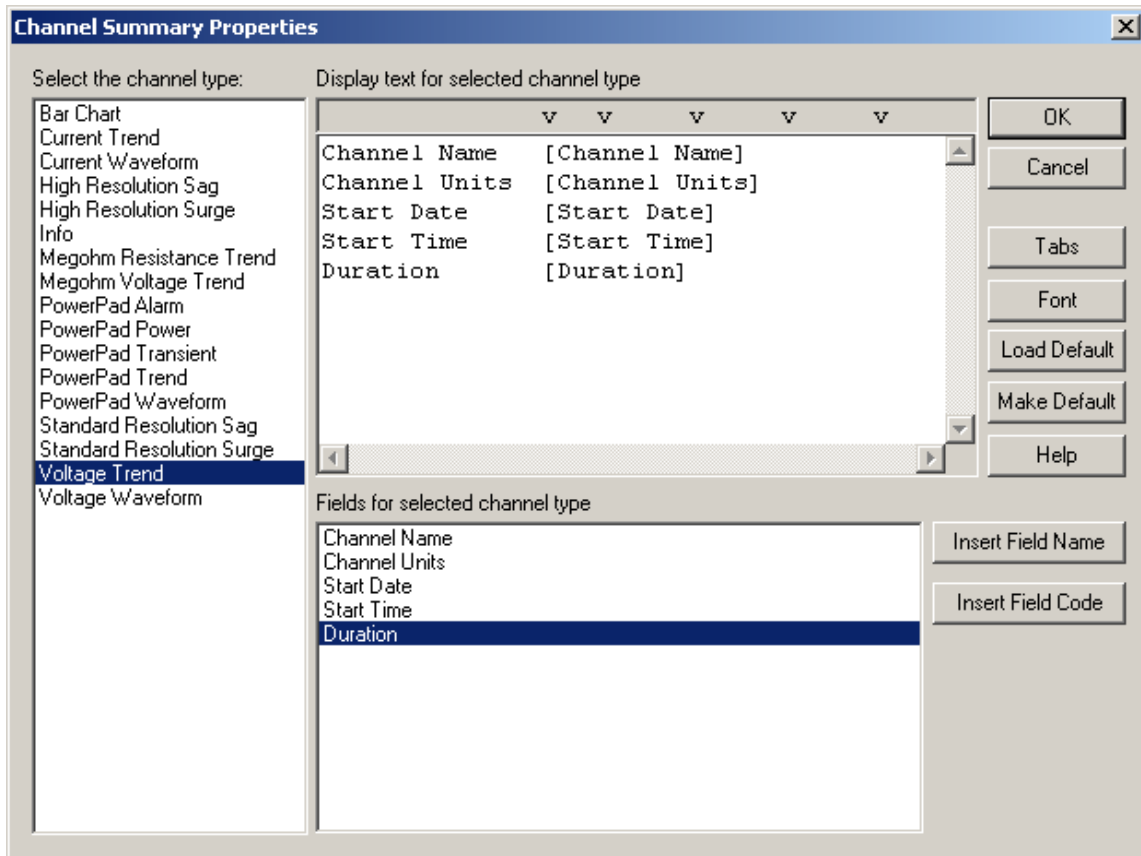 Channel Summary Properties
Select the channel type:
Bar Chart
Current Trend
Current Waveform
High Resolution Sag
High Resolution Surge
Info
Megohm Resistance Trend
Megohm Voltage Trend
PowerPad Alarm
PowerPad Power
PowerPad Transient
PowerPad Trend
PowerPad Waveform
Standard Resolution Sag
Standard Resolution Surge
Voltage Trend
Voltage Waveform
Display text for selected channel type
v v v v v
Channel Name [Channel Name]
Channel Units [Channel Units]
Start Date [Start Date]
Start Time [Start Time]
Duration [Duration]
OK
Cancel
Tabs
Font
Load Default
Make Default
Help
Fields for selected channel type
Channel Name
Channel Units
Start Date
Start Time
Duration
Insert Field Name
Insert Field Code